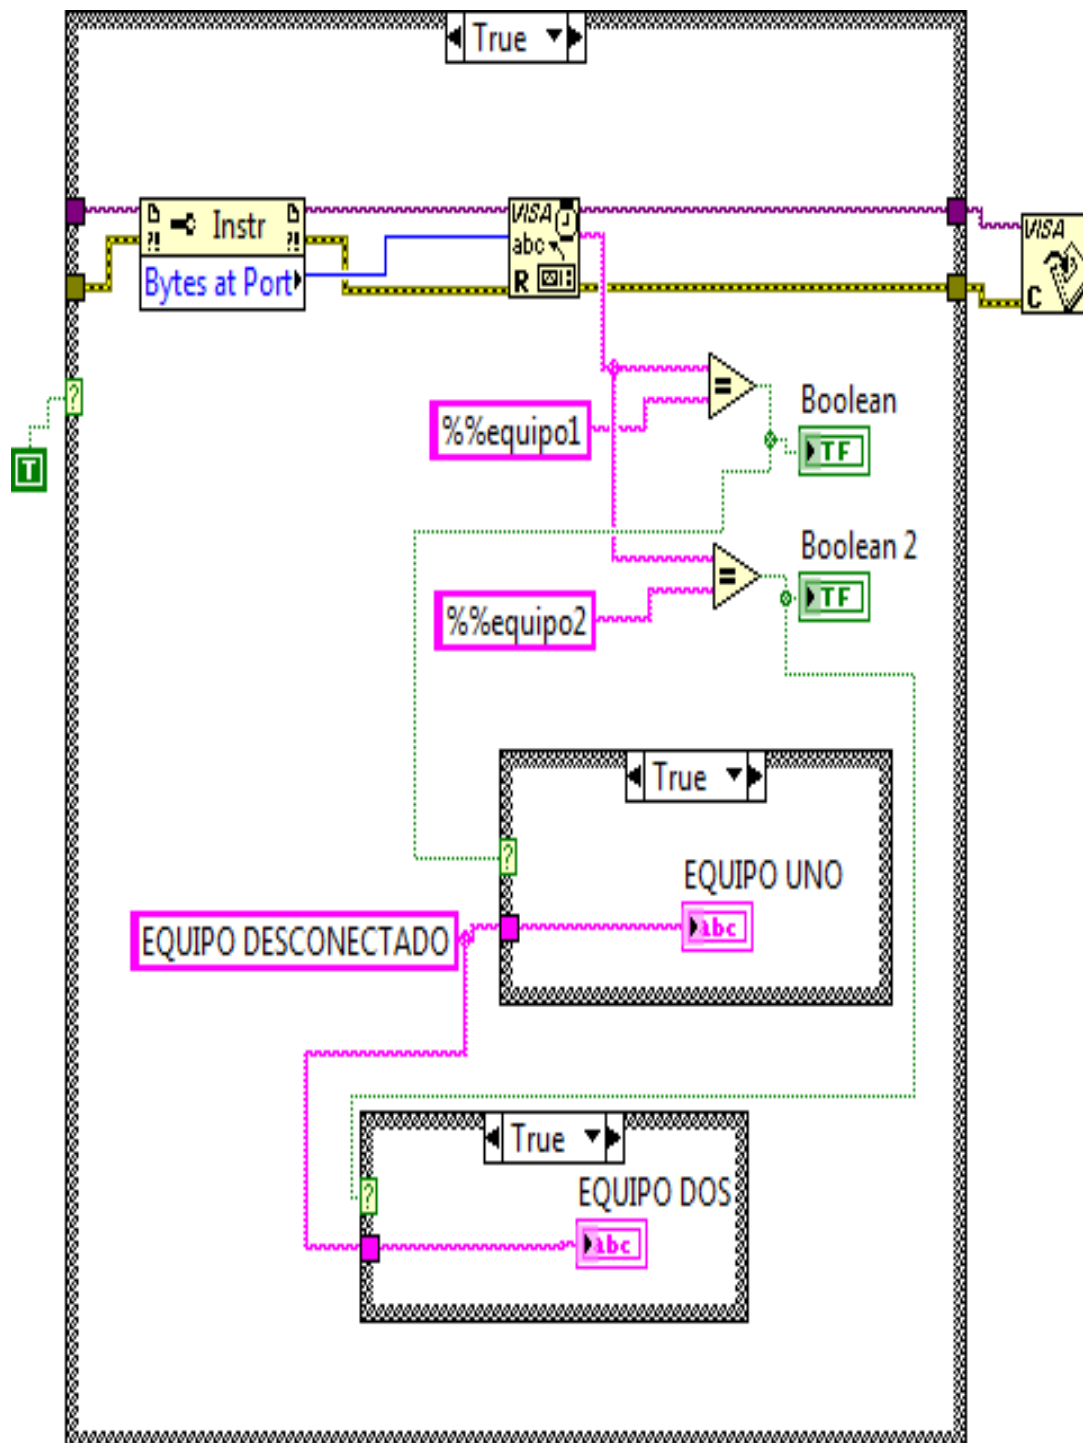 True
Instr
Bytes at Port
VISA
abc
R
VISA
C
?
T
%%equipo1
=
Boolean
TF
%%equipo2
=
Boolean 2
TF
True
?
EQUIPO UNO
abc
EQUIPO DESCONECTADO
True
?
EQUIPO DOS
abc